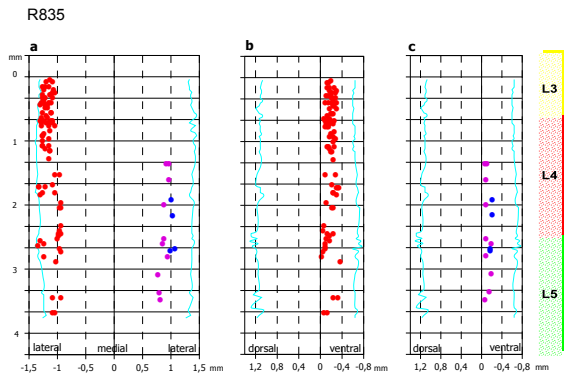 R835
a b c
mm
0
1
2
3
4
L3
L4
L5
lateral medial lateral
dorsal ventral
dorsal ventral
-1,5 -1 -0,5 0 0,5 1 1,5 mm
1,2 0,8 0,4 0 -0,4 -0,8 mm
1,2 0,8 0,4 0 -0,4 -0,8 mm